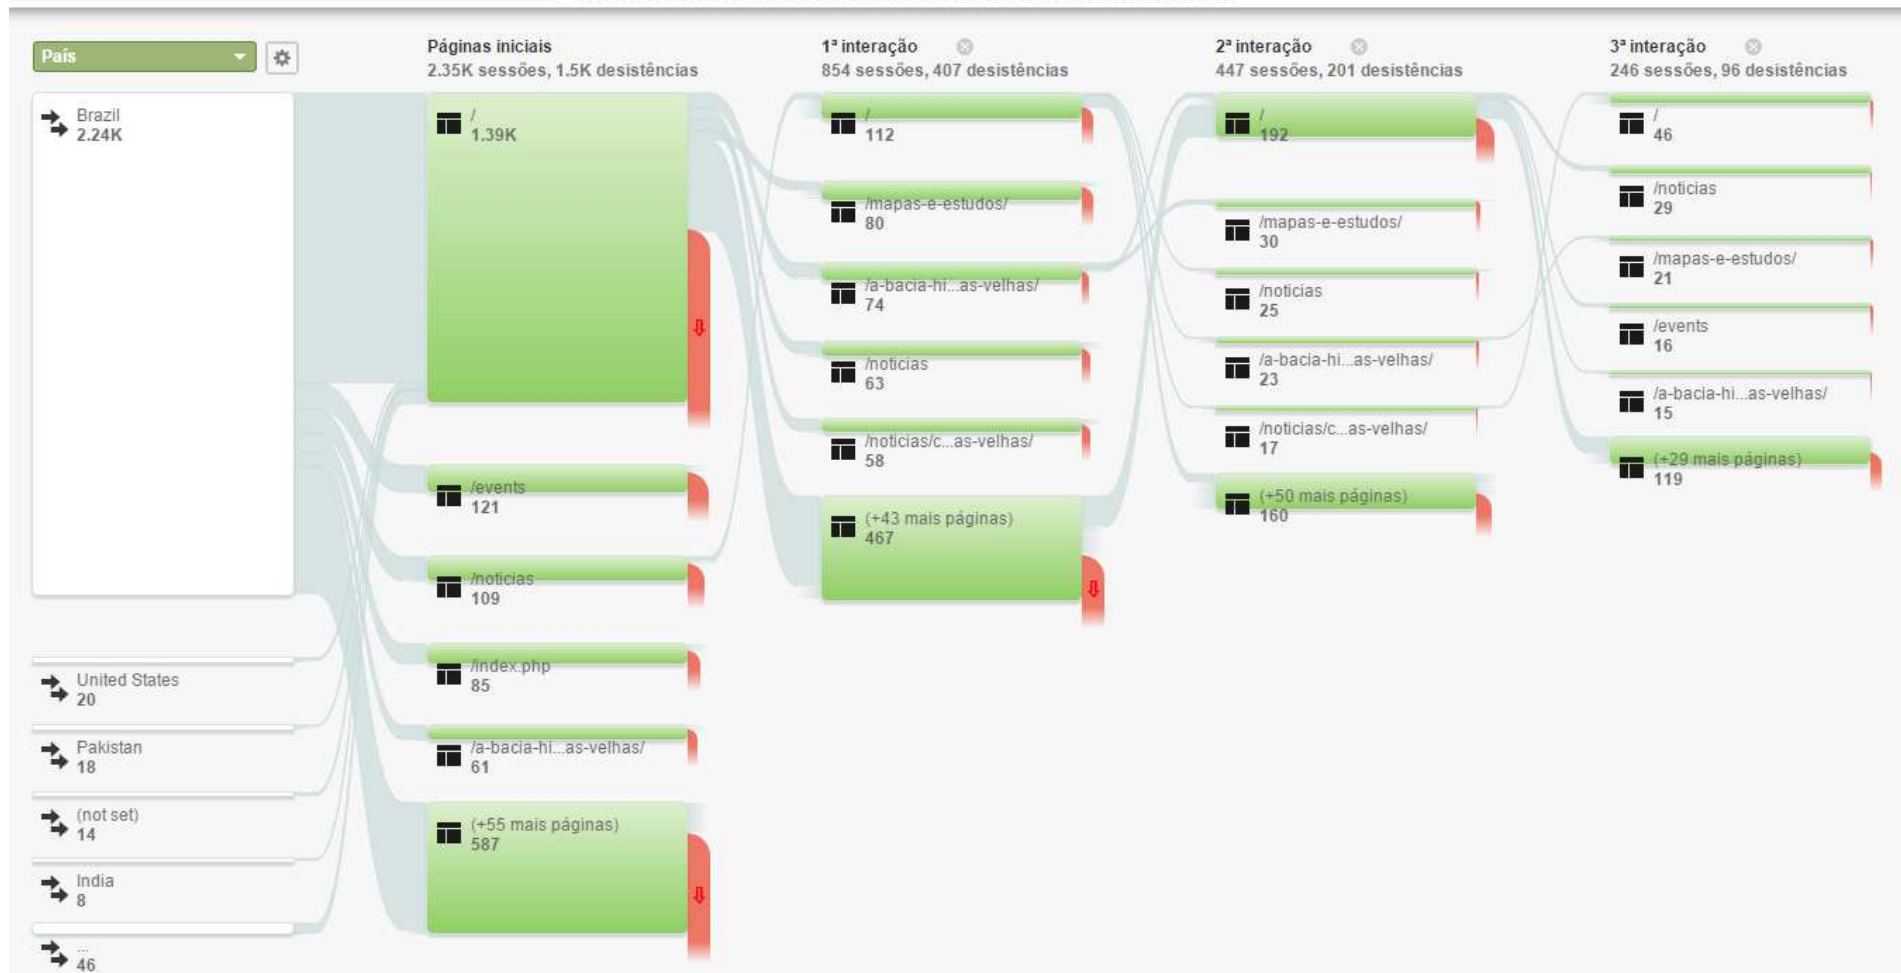 País
Brazil
2.24K
United States
20
Pakistan
18
(not set)
14
India
8
...
46
Páginas iniciais
2.35K sessões, 1.5K desistências
/
1.39K
/events
121
/noticias
109
/index.php
85
/a-bacia-hi...as-velhas/
61
(+55 mais páginas)
587
1ª interação
854 sessões, 407 desistências
/
112
/mapas-e-estudos/
80
/a-bacia-hi...as-velhas/
74
/noticias
63
/noticias/c...as-velhas/
58
(+43 mais páginas)
467
2ª interação
447 sessões, 201 desistências
/
192
/mapas-e-estudos/
30
/noticias
25
/a-bacia-hi...as-velhas/
23
/noticias/c...as-velhas/
17
(+50 mais páginas)
160
3ª interação
246 sessões, 96 desistências
/
46
/noticias
29
/mapas-e-estudos/
21
/events
16
/a-bacia-hi...as-velhas/
15
(+29 mais páginas)
119